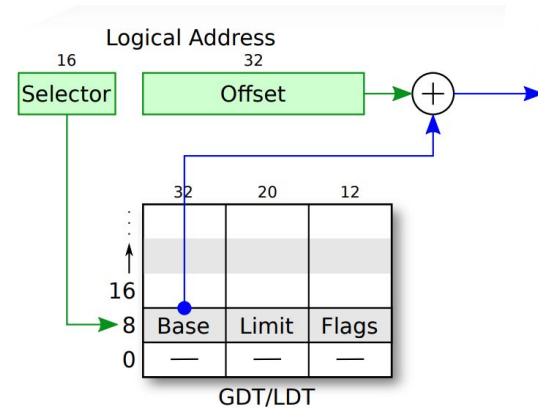 Logical Address
16 32
Selector Offset +
32 20 12
16
8 Base Limit Flags
0 — — —
GDT/LDT